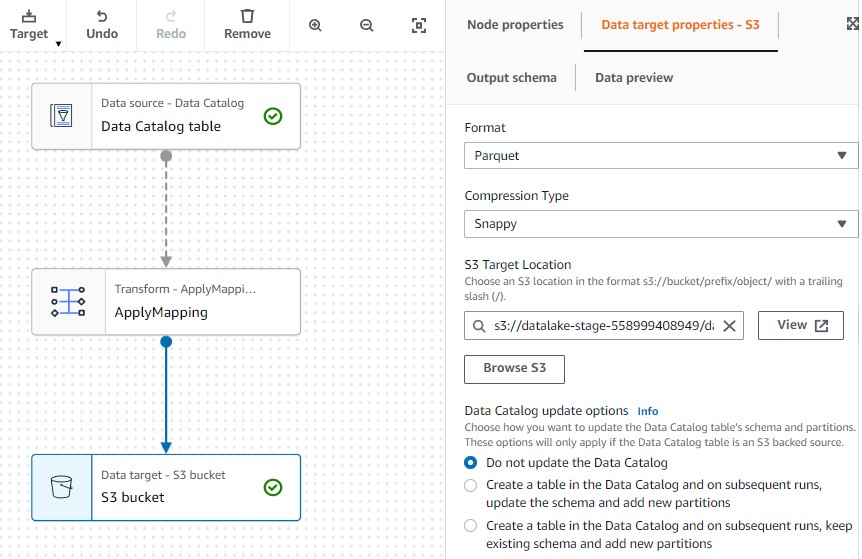 Target
Undo
Redo
Remove
Data source - Data Catalog
Data Catalog table
Transform - ApplyMappi...
ApplyMapping
Data target - S3 bucket
S3 bucket
Node properties
Data target properties - S3
Output schema
Data preview
Format
Parquet
Compression Type
Snappy
S3 Target Location
Choose an S3 location in the format s3://bucket/prefix/object/ with a trailing
slash (/).
s3://datalake-stage-558999408949/da
View
Browse S3
Data Catalog update options Info
Choose how you want to update the Data Catalog table's schema and partitions.
These options will only apply if the Data Catalog table is an S3 backed source.
Do not update the Data Catalog
Create a table in the Data Catalog and on subsequent runs,
update the schema and add new partitions
Create a table in the Data Catalog and on subsequent runs, keep
existing schema and add new partitions